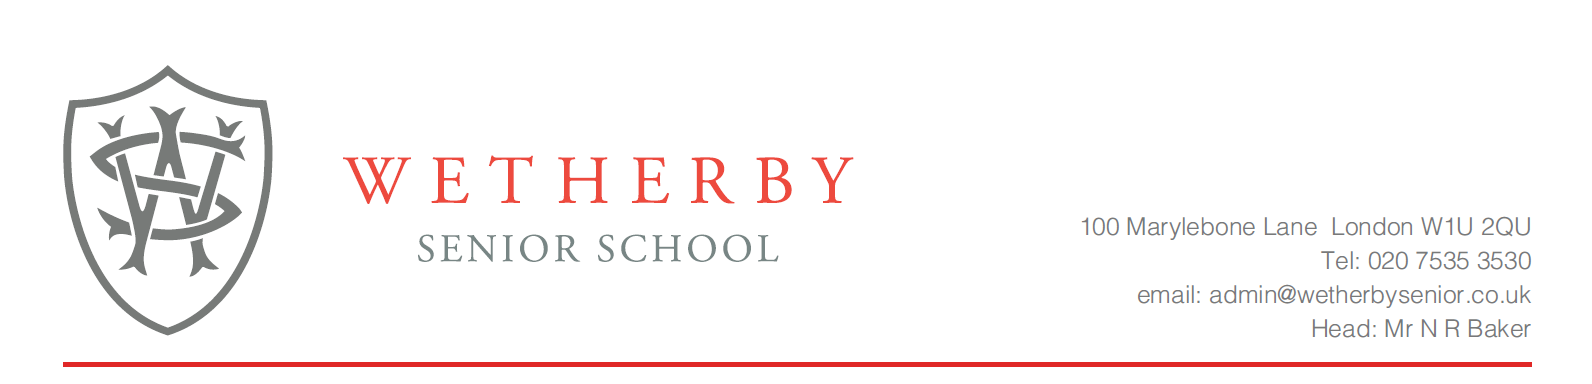 WETHERBY
SENIOR SCHOOL
100 Marylebone Lane  London W1U 2QU
Tel: 020 7535 3530
email: admin@wetherbysenior.co.uk
Head: Mr N R Baker